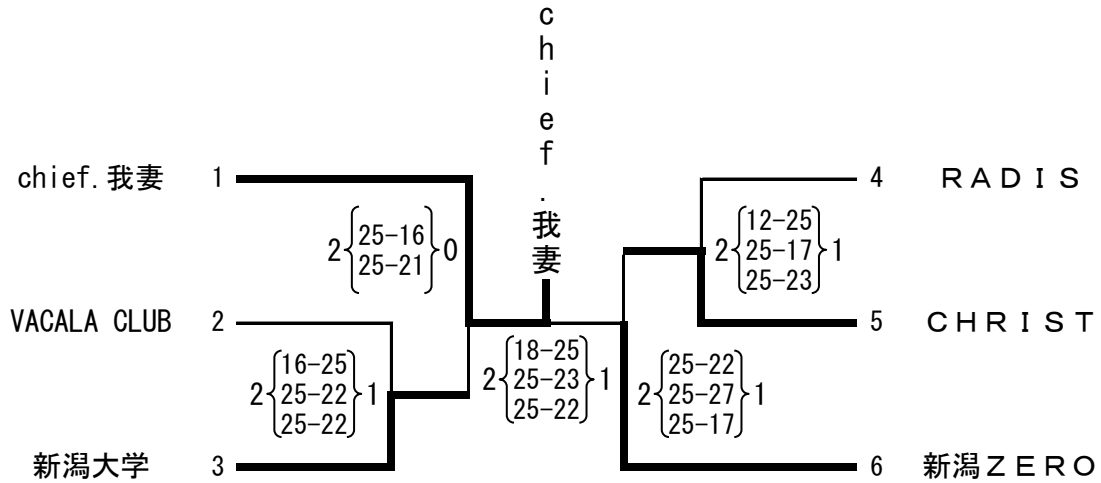 chief.我妻
chief.我妻 1
4 ＲＡＤＩＳ
2 25-16 0
25-21
2 12-25 1
25-17
25-23
VACALA CLUB 2
5 ＣＨＲＩＳＴ
2 16-25 1
25-22
25-22
2 18-25 1
25-23
25-22
2 25-22 1
25-27
25-17
新潟大学 3
6 新潟ＺＥＲＯ